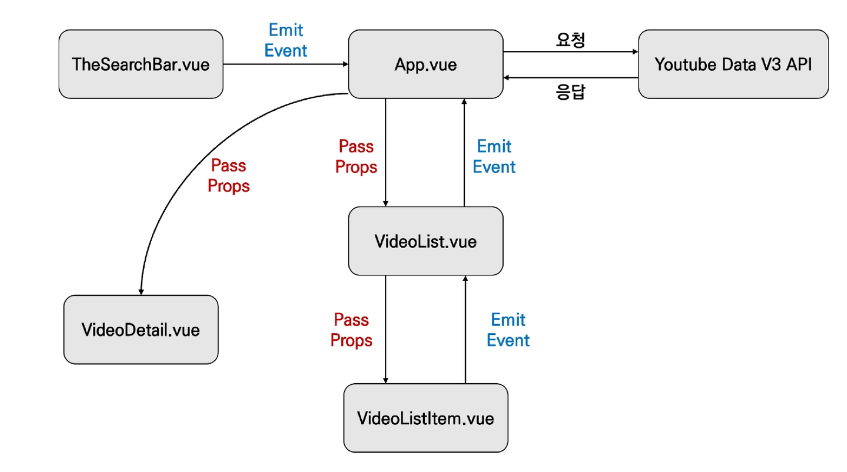 Emit
Event
요청
TheSearchBar.vue
App.vue
Youtube Data V3 API
응답
Pass
Props
Pass
Props
Emit
Event
VideoList.vue
VideoDetail.vue
Pass
Props
Emit
Event
VideoListItem.vue